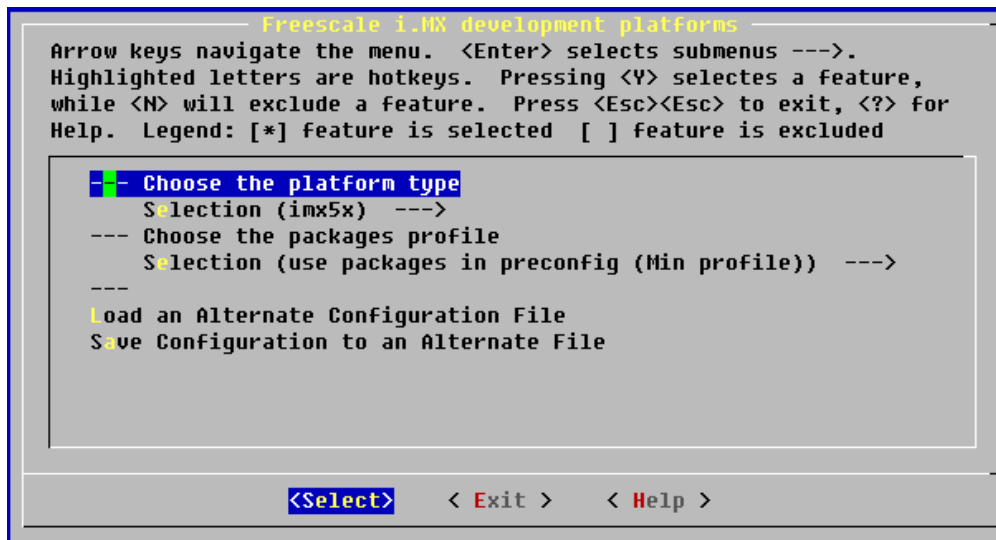 Freescale i.MX development platforms
Arrow keys navigate the menu.  <Enter> selects submenus --->.
Highlighted letters are hotkeys.  Pressing <Y> selectes a feature,
while <N> will exclude a feature.  Press <Esc><Esc> to exit, <?> for
Help.  Legend: [*] feature is selected  [ ] feature is excluded
--- Choose the platform type
Selection (imx5x)  --->
--- Choose the packages profile
Selection (use packages in preconfig (Min profile))  --->
---
Load an Alternate Configuration File
Save Configuration to an Alternate File
<Select>    < Exit >    < Help >